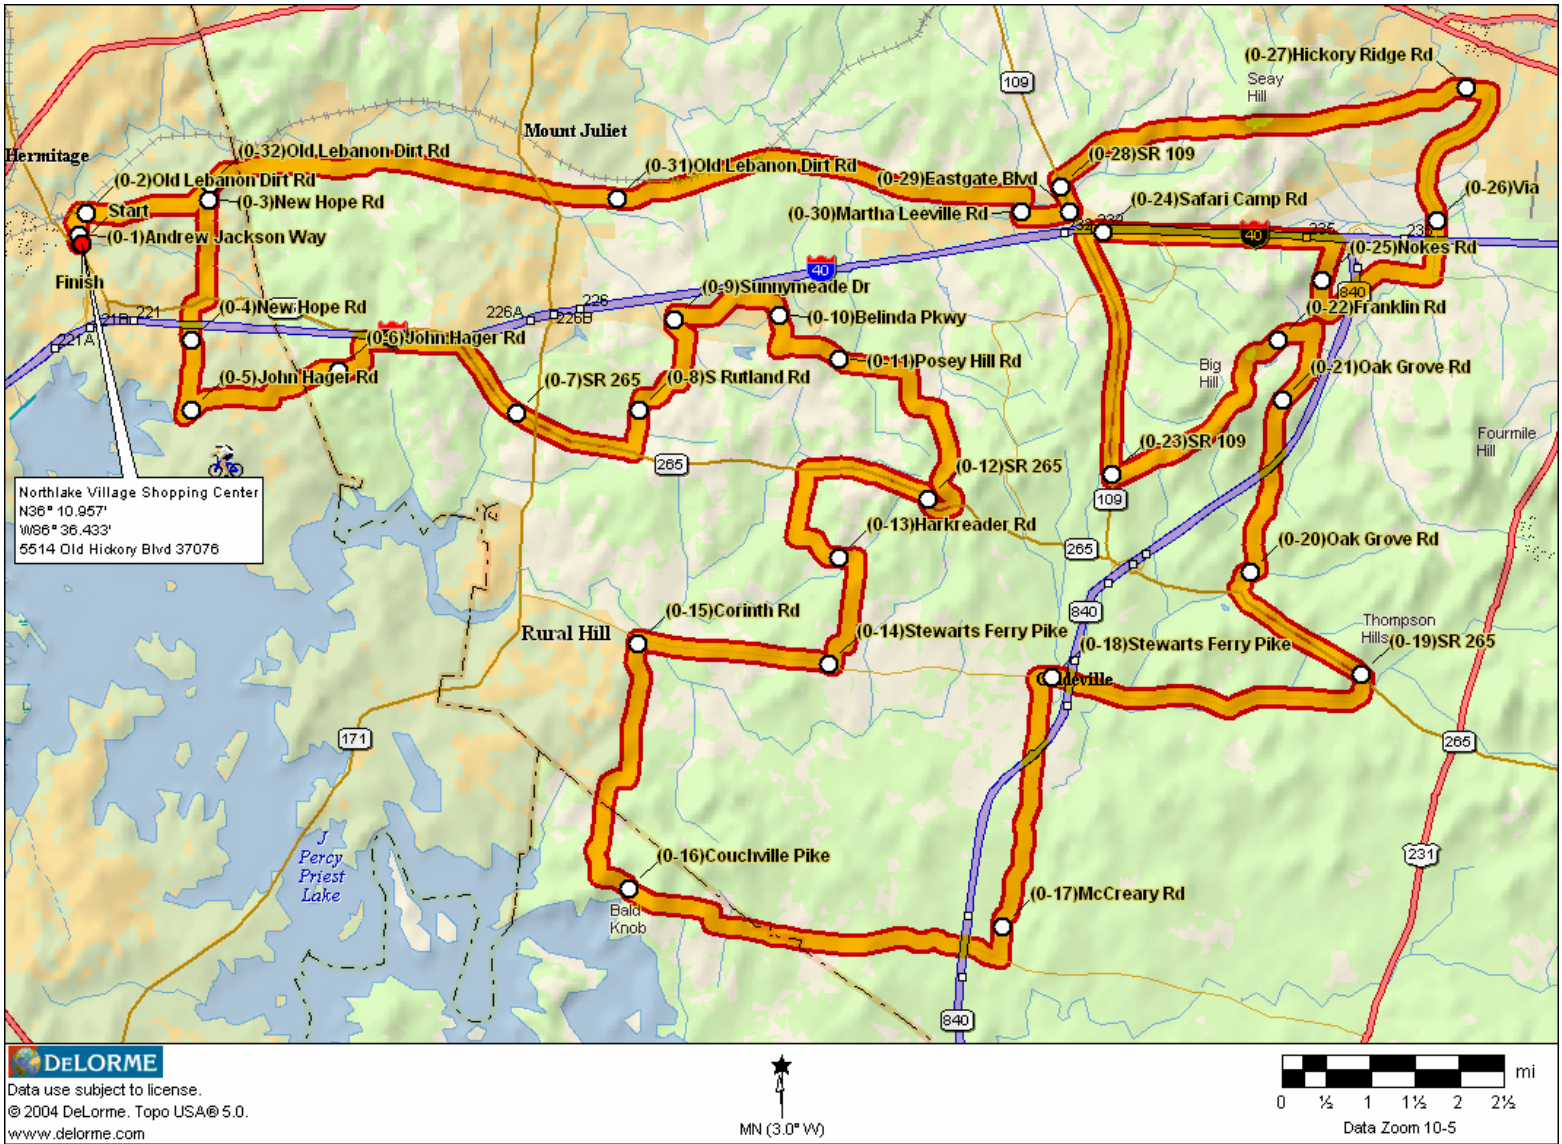 (0-27)Hickory Ridge Rd
Seay
Hill
109
Mount Juliet
Hermitage
(0-32)Old Lebanon Dirt Rd
(0-31)Old Lebanon Dirt Rd
(0-28)SR 109
(0-2)Old Lebanon Dirt Rd
(0-29)Eastgate Blvd
(0-24)Safari Camp Rd
(0-26)Via
Start
(0-3)New Hope Rd
(0-30)Martha Leeville Rd
(0-1)Andrew Jackson Way
232
40
235
(0-25)Nokes Rd
Finish
40
840
(0-9)Sunnymeade Dr
(0-4)New Hope Rd
226A
226
226B
(0-10)Belinda Pkwy
(0-22)Franklin Rd
221
221A
(0-6)John Hager Rd
(0-11)Posey Hill Rd
Big
Hill
(0-21)Oak Grove Rd
(0-5)John Hager Rd
(0-7)SR 265
(0-8)S Rutland Rd
Fourmile
Hill
(0-23)SR 109
265
(0-12)SR 265
109
Northlake Village Shopping Center
N36° 10.957'
W86° 36.433'
5514 Old Hickory Blvd 37076
(0-13)Harkreader Rd
265
(0-20)Oak Grove Rd
(0-15)Corinth Rd
840
Rural Hill
(0-14)Stewarts Ferry Pike
(0-18)Stewarts Ferry Pike
Thompson
Hills
(0-19)SR 265
171
265
J
Percy
Priest
Lake
(0-16)Couchville Pike
231
(0-17)McCreary Rd
Bald
Knob
840
DELORME
Data use subject to license.
© 2004 DeLorme. Topo USA® 5.0.
www.delorme.com
MN (3.0° W)
mi
0 ½ 1 1½ 2 2½
Data Zoom 10-5